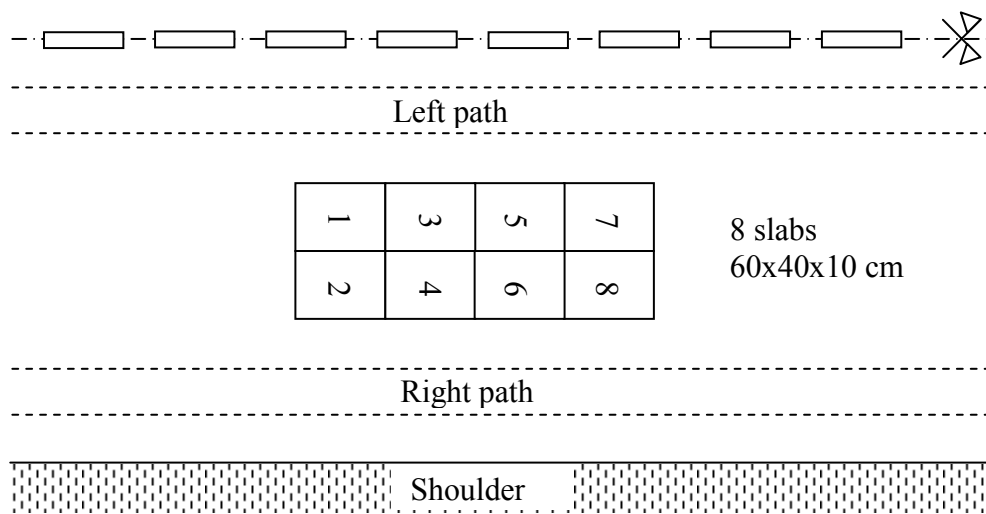 Left path
1 3 5 7
2 4 6 8
8 slabs
60x40x10 cm
Right path
Shoulder